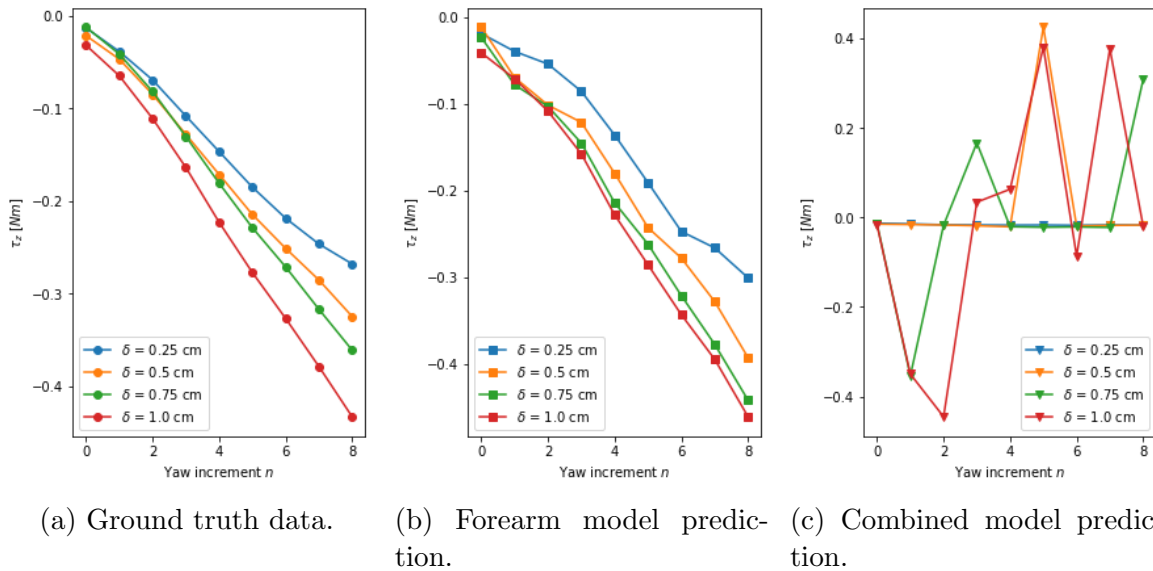 0.0
−0.1
−0.2
−0.3
−0.4
τz [Nm]
0 2 4 6 8
Yaw increment n
δ = 0.25 cm
δ = 0.5 cm
δ = 0.75 cm
δ = 1.0 cm
(a) Ground truth data.
0.0
−0.1
−0.2
−0.3
−0.4
τz [Nm]
0 2 4 6 8
Yaw increment n
δ = 0.25 cm
δ = 0.5 cm
δ = 0.75 cm
δ = 1.0 cm
(b) Forearm model predic-
tion.
0.4
0.2
0.0
−0.2
−0.4
τz [Nm]
0 2 4 6 8
Yaw increment n
δ = 0.25 cm
δ = 0.5 cm
δ = 0.75 cm
δ = 1.0 cm
(c) Combined model predic
tion.